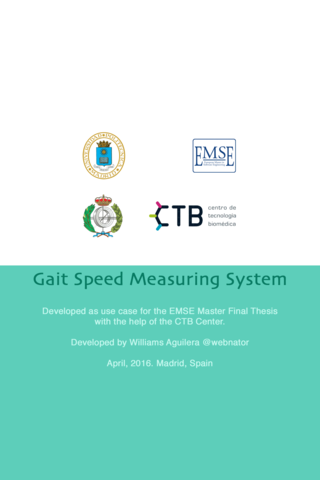 EMSE
CTB
centro de
tecnología
biomédica
Gait Speed Measuring System
Developed as use case for the EMSE Master Final Thesis
with the help of the CTB Center.
Developed by Williams Aguilera @webnator
April, 2016. Madrid, Spain